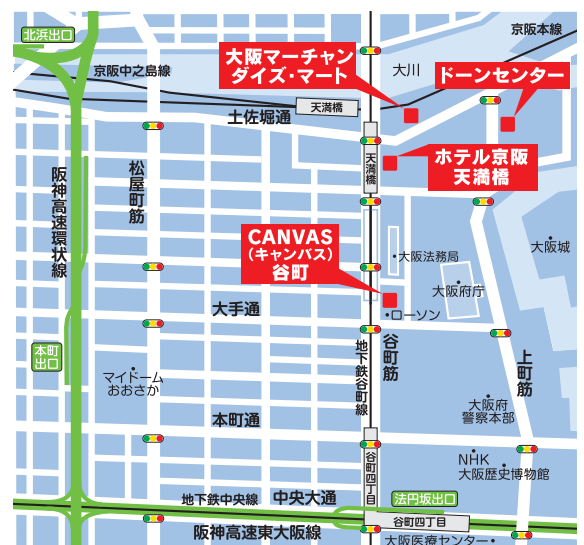 北浜出口
京阪本線
大阪マーチャン
ダイズ・マート
大川
ドーンセンター
京阪中之島線
天満橋
土佐堀通
天満橋
ホテル京阪
天満橋
阪神高速環状線
松屋町筋
CANVAS
(キャンバス)
谷町
大阪法務局
大阪城
大阪府庁
大手通
ローソン
本町
出口
地下鉄谷町線
谷町筋
上町筋
マイドーム
おおさか
大阪府
警察本部
本町通
谷町四丁目
NHK
大阪歴史博物館
地下鉄中央線
中央大通
法円坂出口
谷町四丁目
阪神高速東大阪線
大阪医療センター